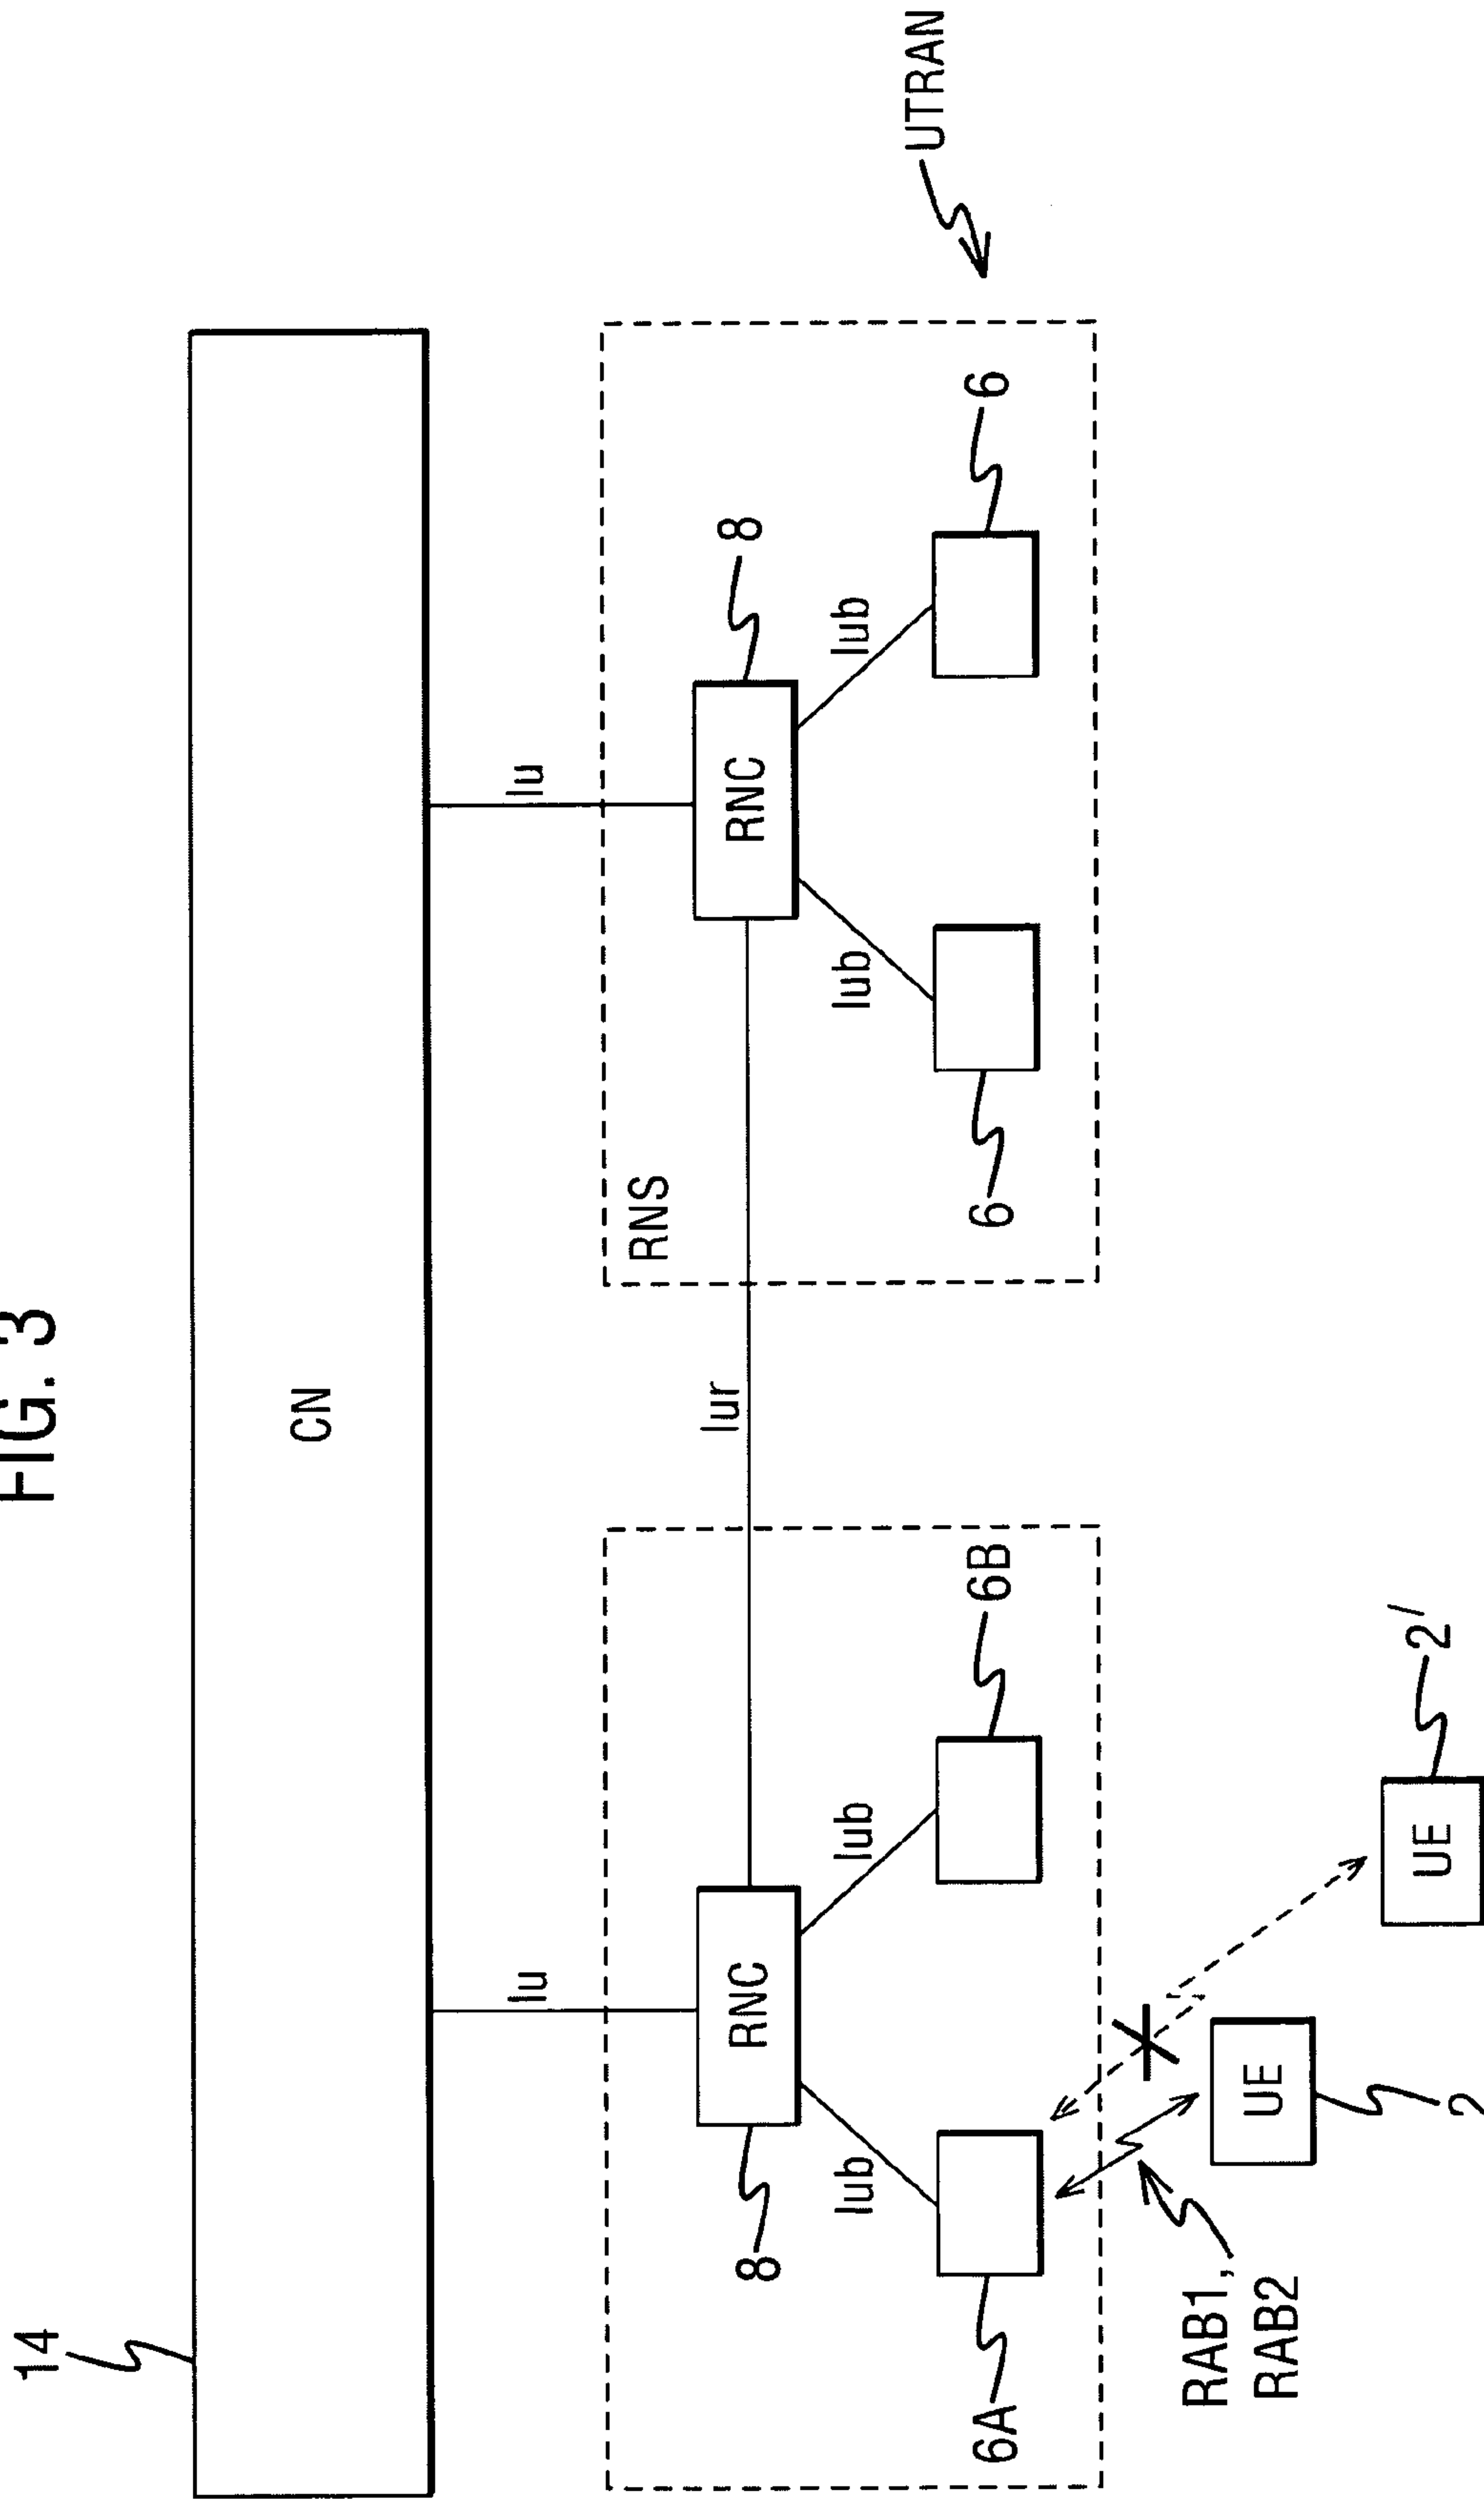 FIG. 3
14
CN
Iu
Iu
RNS
8
RNC
Iur
RNC
8
Iub
Iub
Iub
Iub
6A
6B
6
6
UTRAN
RAB1,
RAB2
UE
2
UE
2'